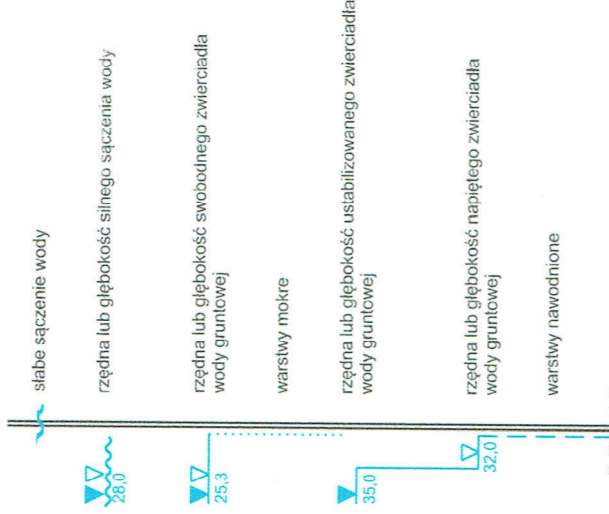 słabe sączenie wody
28,0
rzędna lub głębokość silnego sączenia wody
25,3
rzędna lub głębokość swobodnego zwierciadła
wody gruntowej
warstwy mokre
35,0
rzędna lub głębokość ustabilizowanego zwierciadła
wody gruntowej
32,0
rzędna lub głębokość napiętego zwierciadła
wody gruntowej
warstwy nawodnione